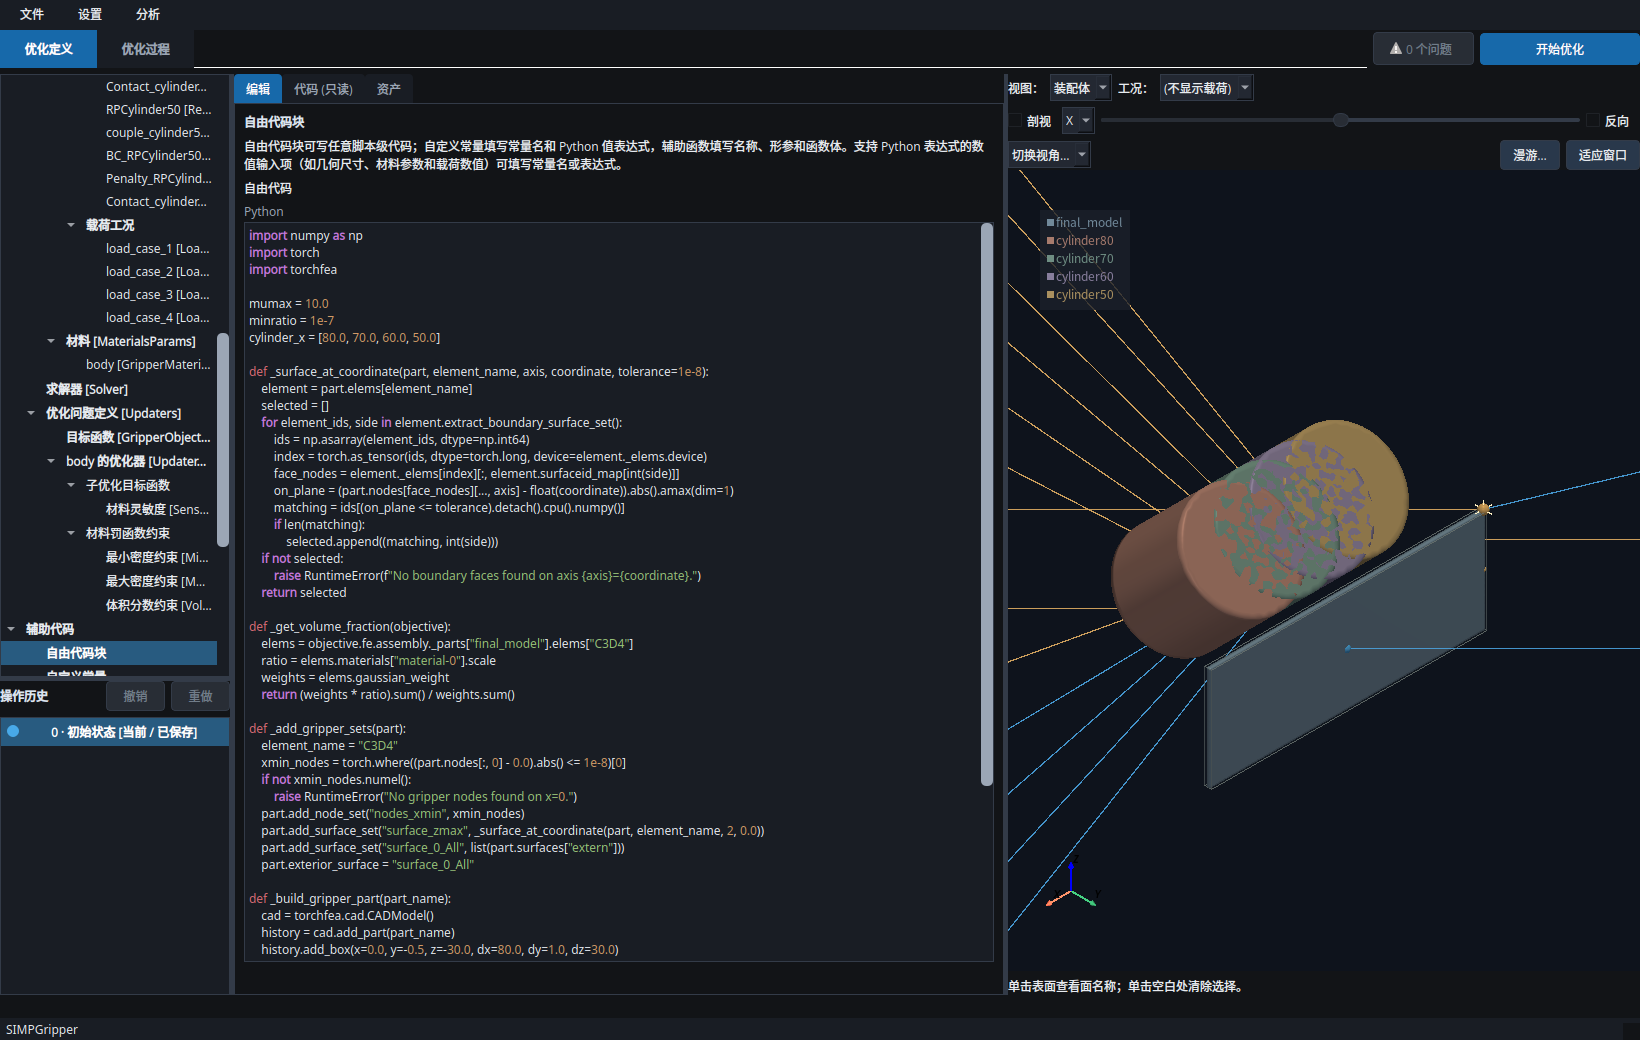 文件 设置 分析
优化定义 优化过程 0 个问题 开始优化
Contact_cylinder...
RPCylinder50 [Re...
couple_cylinder5...
BC_RPCylinder50...
Penalty_RPCylind...
Contact_cylinder...
载荷工况
load_case_1 [Loa...
load_case_2 [Loa...
load_case_3 [Loa...
load_case_4 [Loa...
材料 [MaterialsParams]
body [GripperMateri...
求解器 [Solver]
优化问题定义 [Updaters]
目标函数 [GripperObject...
body 的优化器 [Updater...
子优化目标函数
材料灵敏度 [Sens...
材料罚函数约束
最小密度约束 [Mi...
最大密度约束 [M...
体积分数约束 [Vol...
辅助代码
自由代码块
自定义常量
操作历史 撤销 重做
0 · 初始状态 [当前 / 已保存]
编辑 代码 (只读) 资产
自由代码块
自由代码块可写任意脚本级代码；自定义常量填写常量名和 Python 值表达式，辅助函数填写名称、形参和函数体。支持 Python 表达式的数
值输入项（如几何尺寸、材料参数和载荷数值）可填写常量名或表达式。
自由代码
Python
import numpy as np
import torch
import torchfea
mumax = 10.0
minratio = 1e-7
cylinder_x = [80.0, 70.0, 60.0, 50.0]
def _surface_at_coordinate(part, element_name, axis, coordinate, tolerance=1e-8):
element = part.elems[element_name]
selected = []
for element_ids, side in element.extract_boundary_surface_set():
ids = np.asarray(element_ids, dtype=np.int64)
index = torch.as_tensor(ids, dtype=torch.long, device=element._elems.device)
face_nodes = element._elems[index][:, element.surfaceid_map[int(side)]]
on_plane = (part.nodes[face_nodes][..., axis] - float(coordinate)).abs().amax(dim=1)
matching = ids[(on_plane <= tolerance).detach().cpu().numpy()]
if len(matching):
selected.append((matching, int(side)))
if not selected:
raise RuntimeError(f"No boundary faces found on axis {axis}={coordinate}.")
return selected
def _get_volume_fraction(objective):
elems = objective.fe.assembly._parts["final_model"].elems["C3D4"]
ratio = elems.materials["material-0"].scale
weights = elems.gaussian_weight
return (weights * ratio).sum() / weights.sum()
def _add_gripper_sets(part):
element_name = "C3D4"
xmin_nodes = torch.where((part.nodes[:, 0] - 0.0).abs() <= 1e-8)[0]
if not xmin_nodes.numel():
raise RuntimeError("No gripper nodes found on x=0.")
part.add_node_set("nodes_xmin", xmin_nodes)
part.add_surface_set("surface_zmax", _surface_at_coordinate(part, element_name, 2, 0.0))
part.add_surface_set("surface_0_All", list(part.surfaces["extern"]))
part.exterior_surface = "surface_0_All"
def _build_gripper_part(part_name):
cad = torchfea.cad.CADModel()
history = cad.add_part(part_name)
history.add_box(x=0.0, y=-0.5, z=-30.0, dx=80.0, dy=1.0, dz=30.0)
视图： 装配体 工况： (不显示载荷)
剖视 X 反向
切换视角... 漫游... 适应窗口
final_model
cylinder80
cylinder70
cylinder60
cylinder50
单击表面查看面名称；单击空白处清除选择。
SIMPGripper